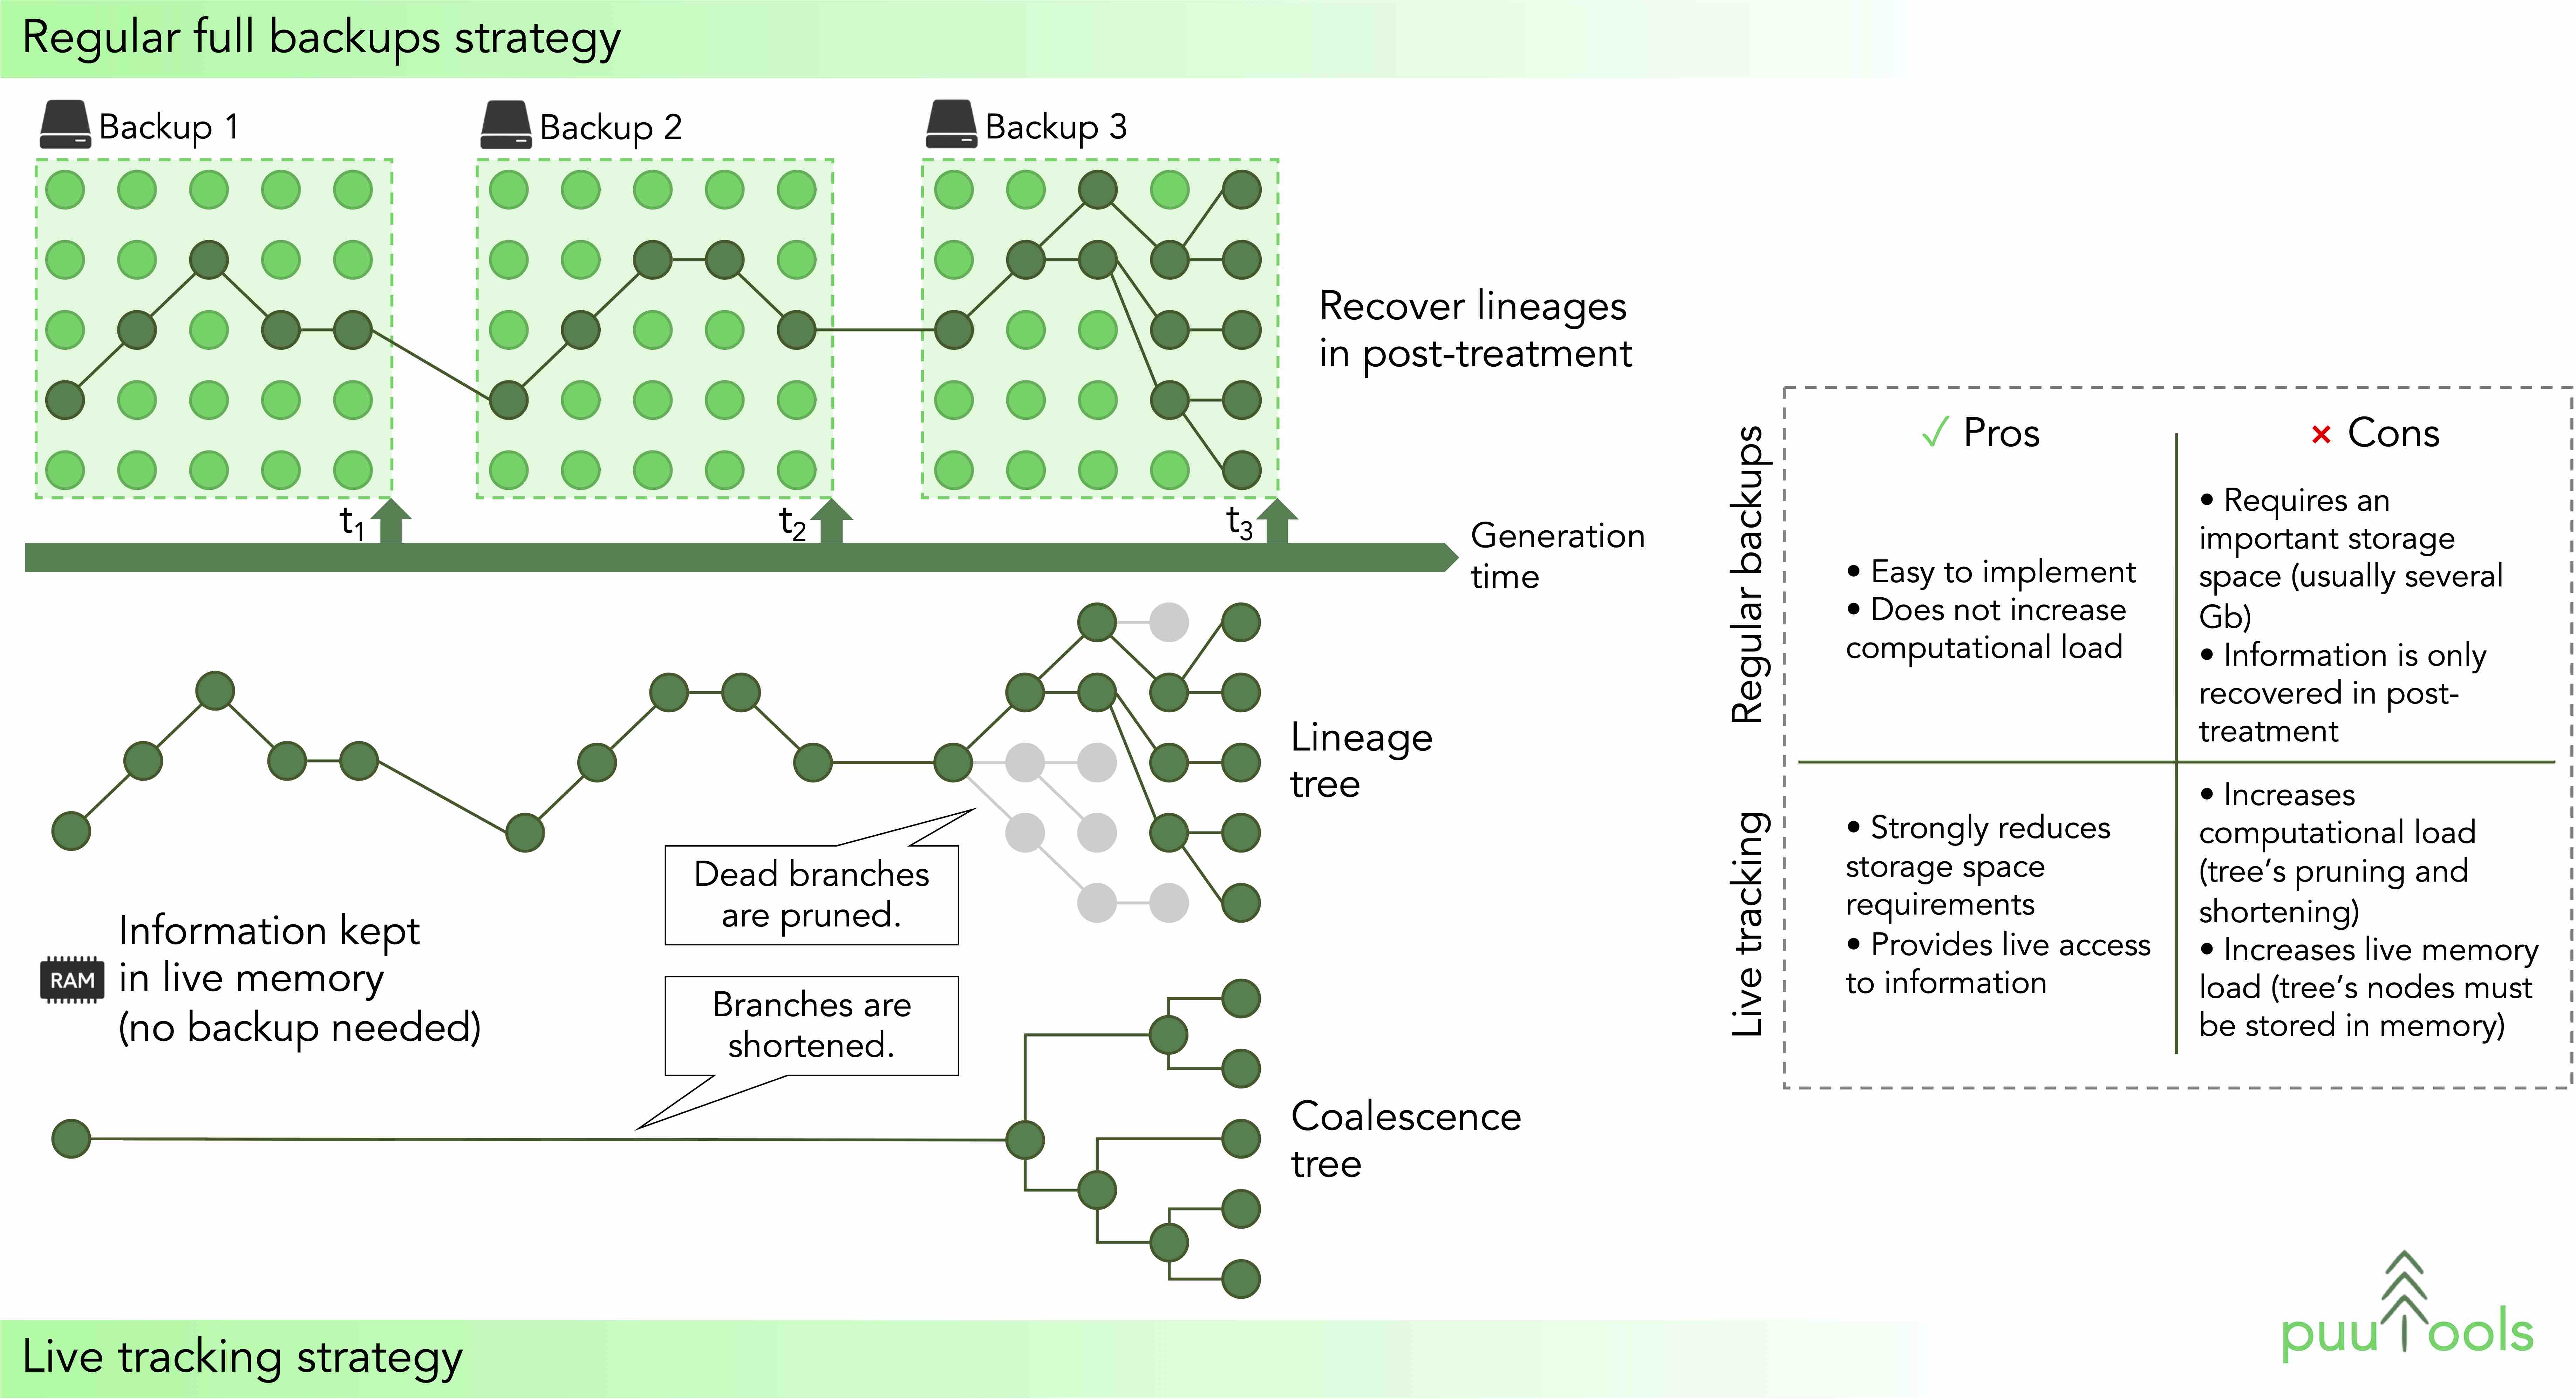 Regular full backups strategy
Backup 1
Backup 2
Backup 3
Recover lineages
in post-treatment
t1
t2
t3
Generation
time
Lineage
tree
Dead branches
are pruned.
RAM
Information kept
in live memory
(no backup needed)
Branches are
shortened.
Coalescence
tree
Live tracking strategy
✓ Pros
× Cons
Regular backups
• Easy to implement
• Does not increase
computational load
• Requires an
important storage
space (usually several
Gb)
• Information is only
recovered in post-
treatment
Live tracking
• Strongly reduces
storage space
requirements
• Provides live access
to information
• Increases
computational load
(tree’s pruning and
shortening)
• Increases live memory
load (tree’s nodes must
be stored in memory)
puuTools